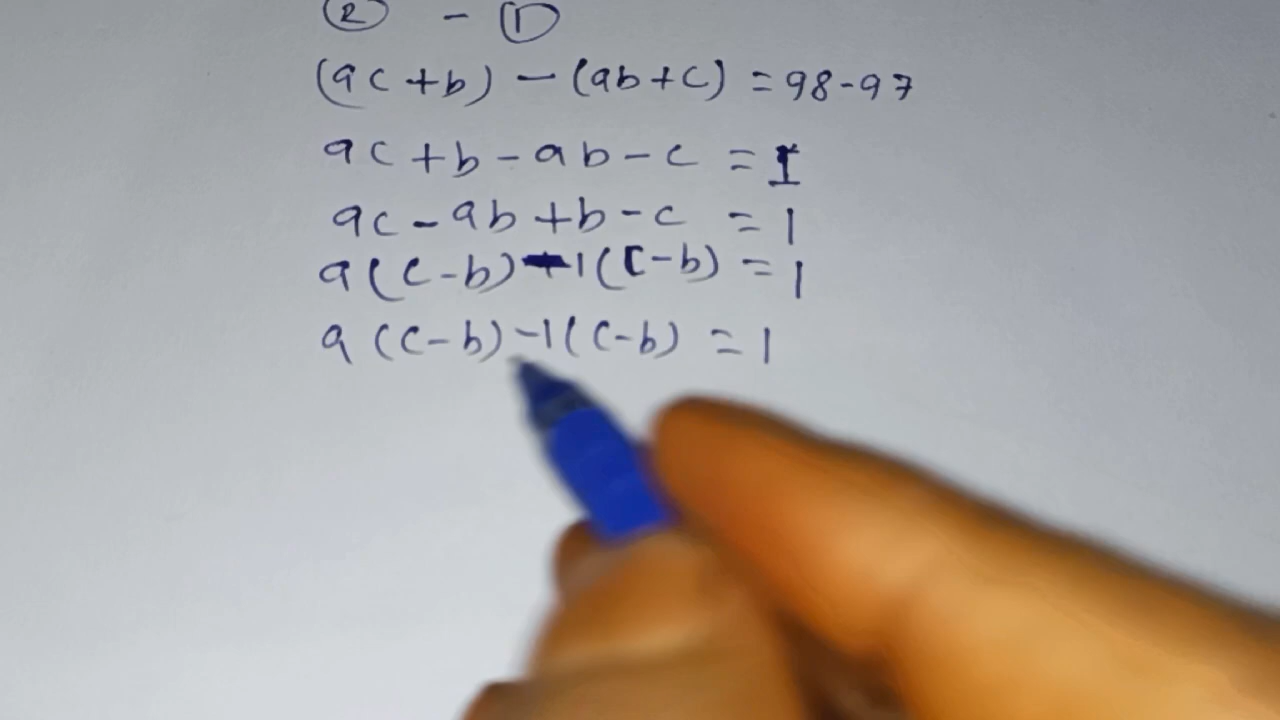 ② - ①
(ac+b) - (ab+c) = 98-97
ac+b-ab-c = 1
ac-ab+b-c = 1
a(c-b)-1(c-b) = 1
a(c-b)-1(c-b) = 1